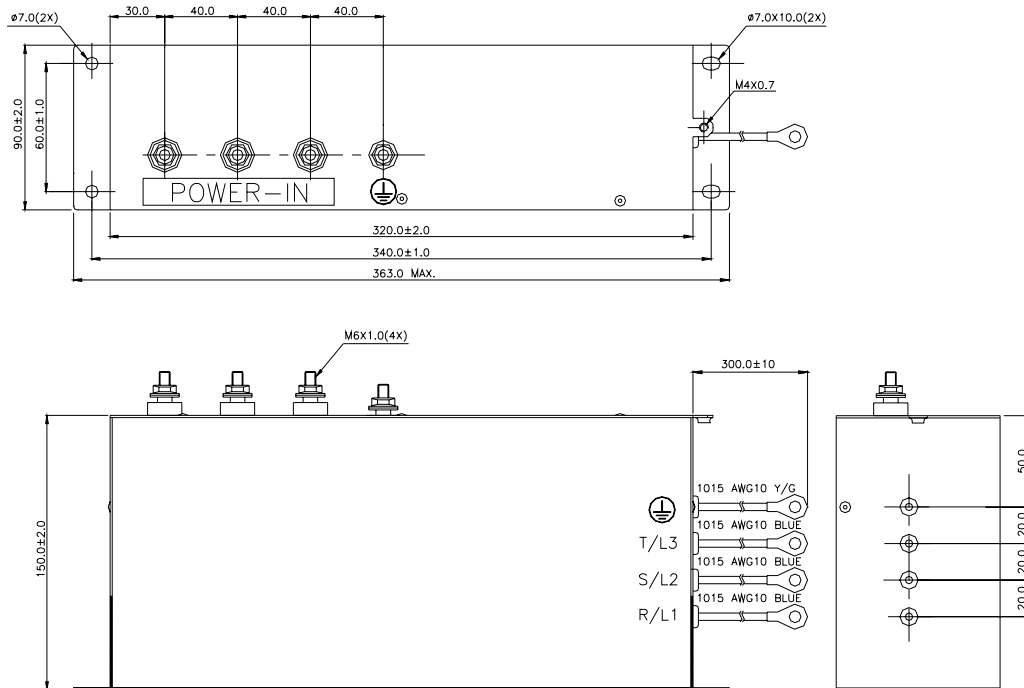 30.0
40.0
40.0
40.0
ø7.0(2X)
ø7.0X10.0(2X)
M4X0.7
90.0±2.0
60.0±1.0
POWER-IN
320.0±2.0
340.0±1.0
363.0 MAX.
M6X1.0(4X)
300.0±10
150.0±2.0
1015 AWG10 Y/G
1015 AWG10 BLUE
T/L3
1015 AWG10 BLUE
S/L2
1015 AWG10 BLUE
R/L1
50.0
20.0
20.0
20.0